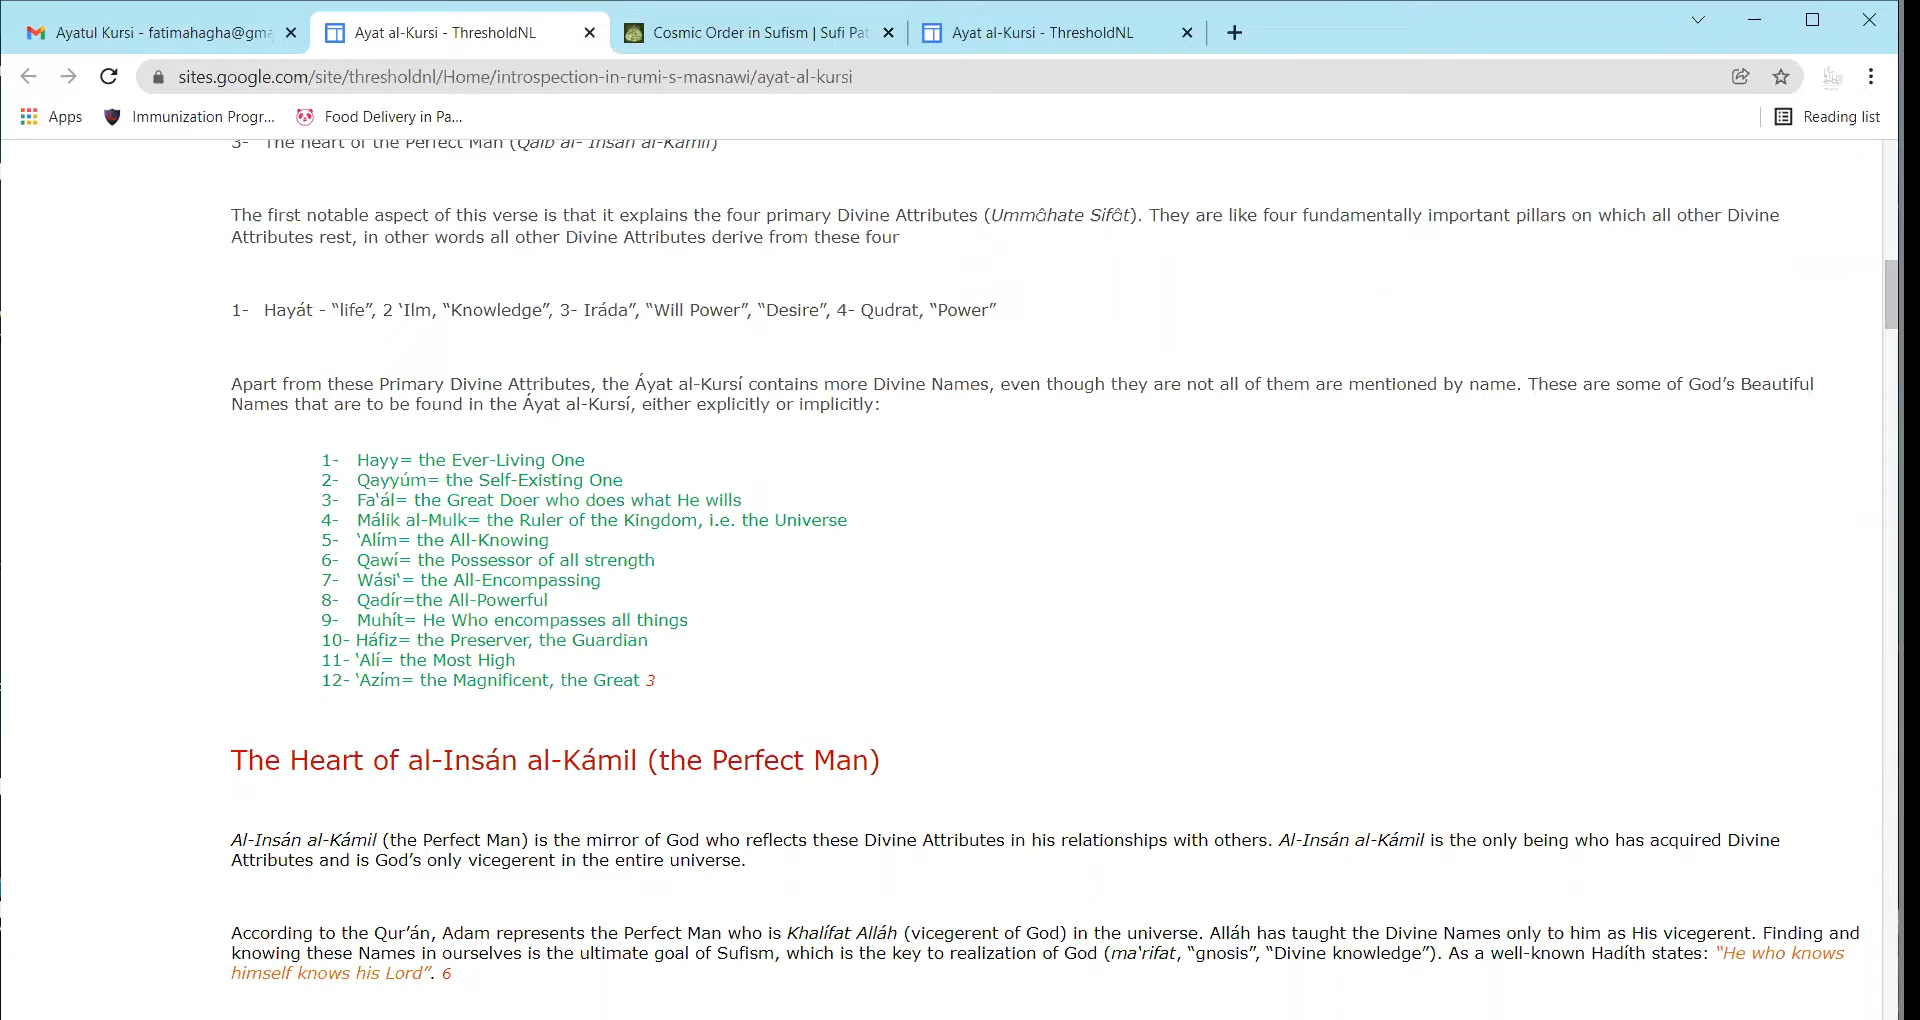 Ayatul Kursi - fatimahagha@gma
Ayat al-Kursi - ThresholdNL
Cosmic Order in Sufism | Sufi Pat
Ayat al-Kursi - ThresholdNL
sites.google.com/site/thresholdnl/Home/introspection-in-rumi-s-masnawi/ayat-al-kursi
Apps
Immunization Progr...
Food Delivery in Pa...
Reading list
3- The heart of the Perfect Man (Qalb al- Insán al-Kámil)
The first notable aspect of this verse is that it explains the four primary Divine Attributes (Ummâhate Sifât). They are like four fundamentally important pillars on which all other Divine
Attributes rest, in other words all other Divine Attributes derive from these four
1- Hayát - “life”, 2 ‘Ilm, “Knowledge”, 3- Iráda”, “Will Power”, “Desire”, 4- Qudrat, “Power”
Apart from these Primary Divine Attributes, the Áyat al-Kursí contains more Divine Names, even though they are not all of them are mentioned by name. These are some of God’s Beautiful
Names that are to be found in the Áyat al-Kursí, either explicitly or implicitly:
1- Hayy= the Ever-Living One
2- Qayyúm= the Self-Existing One
3- Fa‘ál= the Great Doer who does what He wills
4- Málik al-Mulk= the Ruler of the Kingdom, i.e. the Universe
5- ‘Alím= the All-Knowing
6- Qawí= the Possessor of all strength
7- Wási‘= the All-Encompassing
8- Qadír=the All-Powerful
9- Muhít= He Who encompasses all things
10- Háfiz= the Preserver, the Guardian
11- ‘Alí= the Most High
12- ‘Azím= the Magnificent, the Great 3
The Heart of al-Insán al-Kámil (the Perfect Man)
Al-Insán al-Kámil (the Perfect Man) is the mirror of God who reflects these Divine Attributes in his relationships with others. Al-Insán al-Kámil is the only being who has acquired Divine
Attributes and is God’s only vicegerent in the entire universe.
According to the Qur’án, Adam represents the Perfect Man who is Khalífat Alláh (vicegerent of God) in the universe. Alláh has taught the Divine Names only to him as His vicegerent. Finding and
knowing these Names in ourselves is the ultimate goal of Sufism, which is the key to realization of God (ma‘rifat, “gnosis”, “Divine knowledge”). As a well-known Hadíth states: “He who knows
himself knows his Lord”. 6